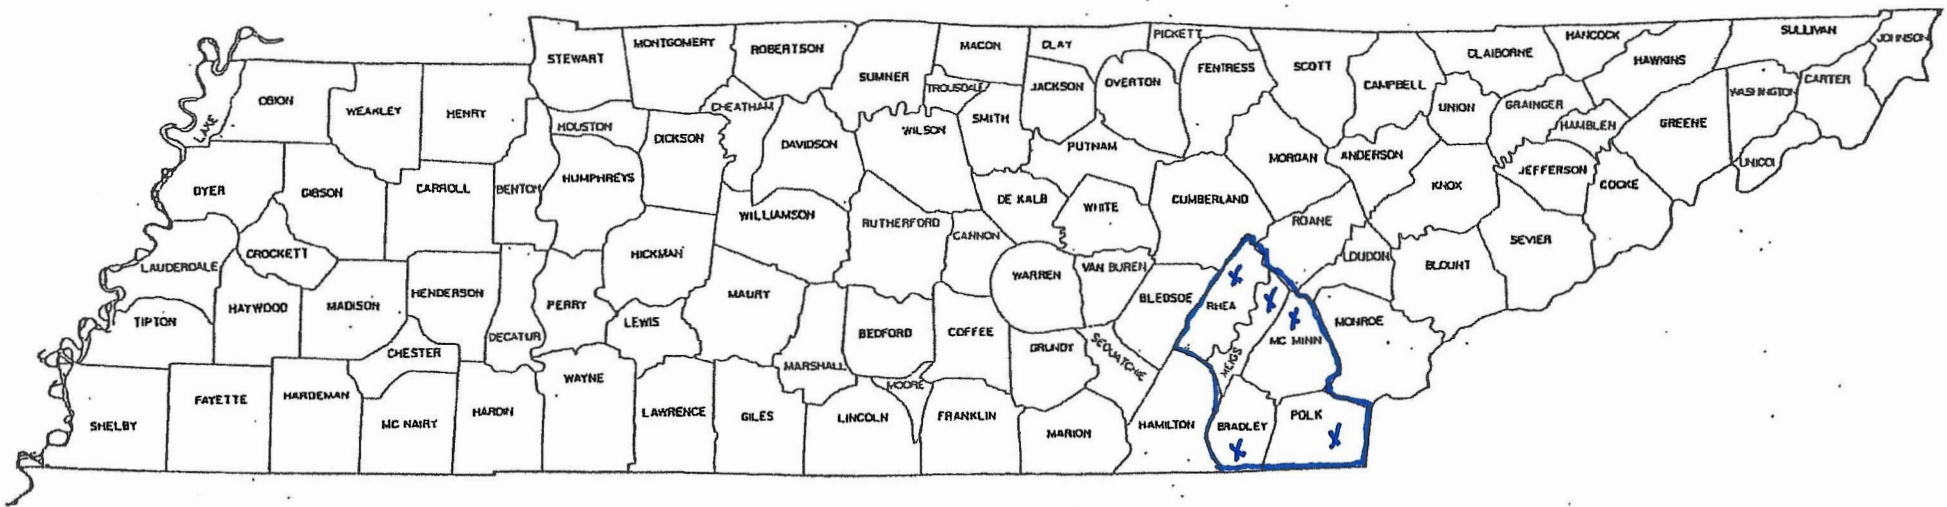 STEWART
MONTGOMERY
ROBERTSON
SUMNER
MACON
CLAY
PICKETT
FENTRESS
SCOTT
CAMPBELL
CLAIBORNE
HANCOCK
HAWKINS
SULLIVAN
JOHNSON
LAKE
OBION
WEAKLEY
HENRY
HOUSTON
DICKSON
CHEATHAM
DAVIDSON
TROUSDALE
WILSON
SMITH
JACKSON
OVERTON
PUTNAM
MORGAN
ANDERSON
UNION
GRAINGER
HAMBLEN
GREENE
WASHINGTON
CARTER
UNICOI
DYER
GIBSON
CARROLL
BENTON
HUMPHREYS
WILLIAMSON
RUTHERFORD
CANNON
DE KALB
WHITE
CUMBERLAND
ROANE
LOUDON
KNOX
JEFFERSON
COCKE
SEVIER
BLOUNT
LAUDERDALE
CROCKETT
HAYWOOD
MADISON
HENDERSON
DECATUR
PERRY
HICKMAN
LEWIS
MAURY
BEDFORD
COFFEE
WARREN
VAN BUREN
BLEDSOE
RHEA
MEIGS
MC MINN
MONROE
TIPTON
CHESTER
WAYNE
MARSHALL
MOORE
GRUNDY
SEQUATCHIE
SHELBY
FAYETTE
HARDEMAN
MC NAIRY
HARDIN
LAWRENCE
GILES
LINCOLN
FRANKLIN
MARION
HAMILTON
BRADLEY
POLK
X
X
X
X
X